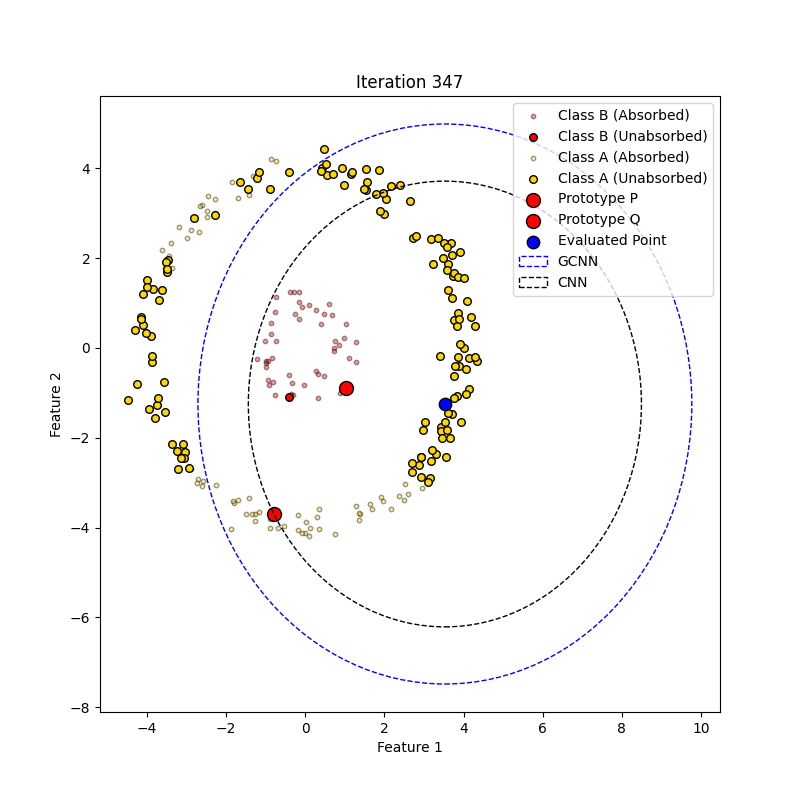 Iteration 347
Class B (Absorbed)
Class B (Unabsorbed)
Class A (Absorbed)
Class A (Unabsorbed)
Prototype P
Prototype Q
Evaluated Point
GCNN
CNN
Feature 2
4
2
0
−2
−4
−6
−8
−4 −2 0 2 4 6 8 10
Feature 1